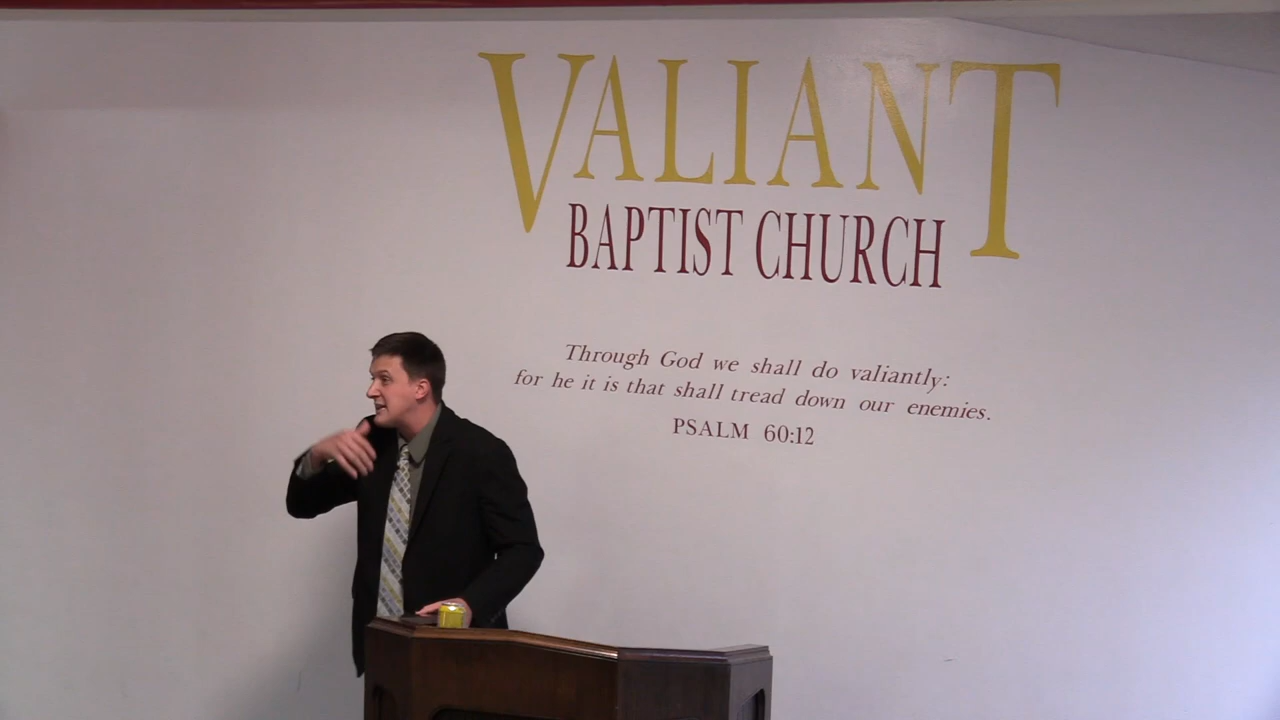 VALIANT
BAPTIST CHURCH
Through God we shall do valiantly:
for he it is that shall tread down our enemies.
PSALM 60:12